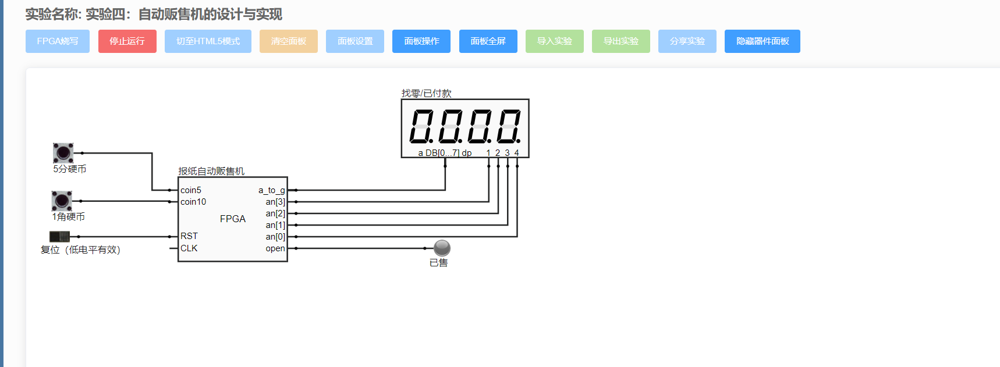 实验名称: 实验四：自动贩售机的设计与实现
FPGA烧写 停止运行 切至HTML5模式 清空面板 面板设置 面板操作 面板全屏 导入实验 导出实验 分享实验 隐藏器件面板
找零/已付款
0.0.0.0.
a DB[0...7] dp 1 2 3 4
5分硬币
报纸自动贩售机
coin5 a_to_g
coin10 an[3]
an[2]
1角硬币
FPGA
an[1]
RST an[0]
复位（低电平有效）
CLK open
已售